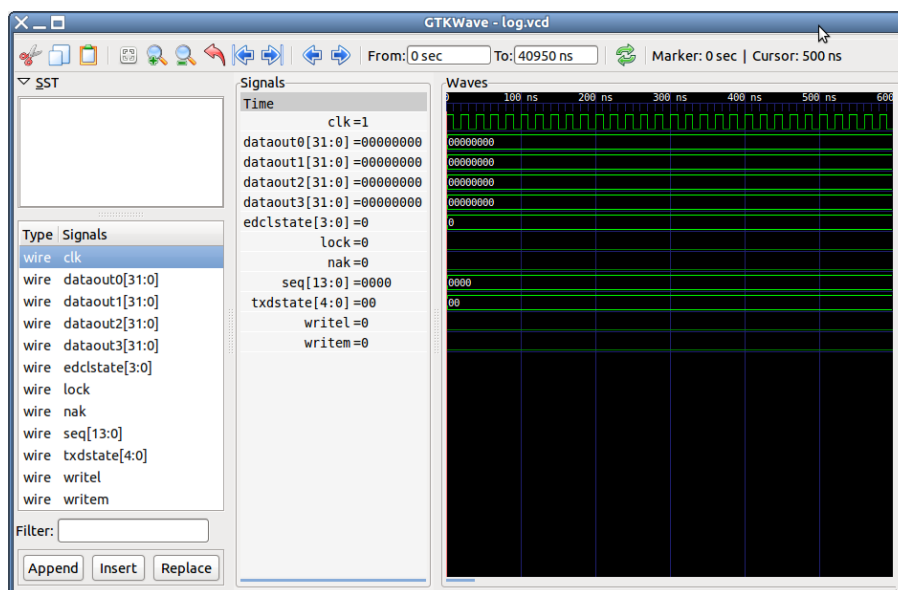 GTKWave - log.vcd
From: 0 sec To: 40950 ns Marker: 0 sec | Cursor: 500 ns
SST
Type Signals
wire clk
wire dataout0[31:0]
wire dataout1[31:0]
wire dataout2[31:0]
wire dataout3[31:0]
wire edclstate[3:0]
wire lock
wire nak
wire seq[13:0]
wire txdstate[4:0]
wire writel
wire writem
Filter:
Append Insert Replace
Signals
Time
clk=1
dataout0[31:0]=00000000
dataout1[31:0]=00000000
dataout2[31:0]=00000000
dataout3[31:0]=00000000
edclstate[3:0]=0
lock=0
nak=0
seq[13:0]=0000
txdstate[4:0]=00
writel=0
writem=0
Waves
0 100 ns 200 ns 300 ns 400 ns 500 ns 600
00000000
00000000
00000000
00000000
0
0000
00